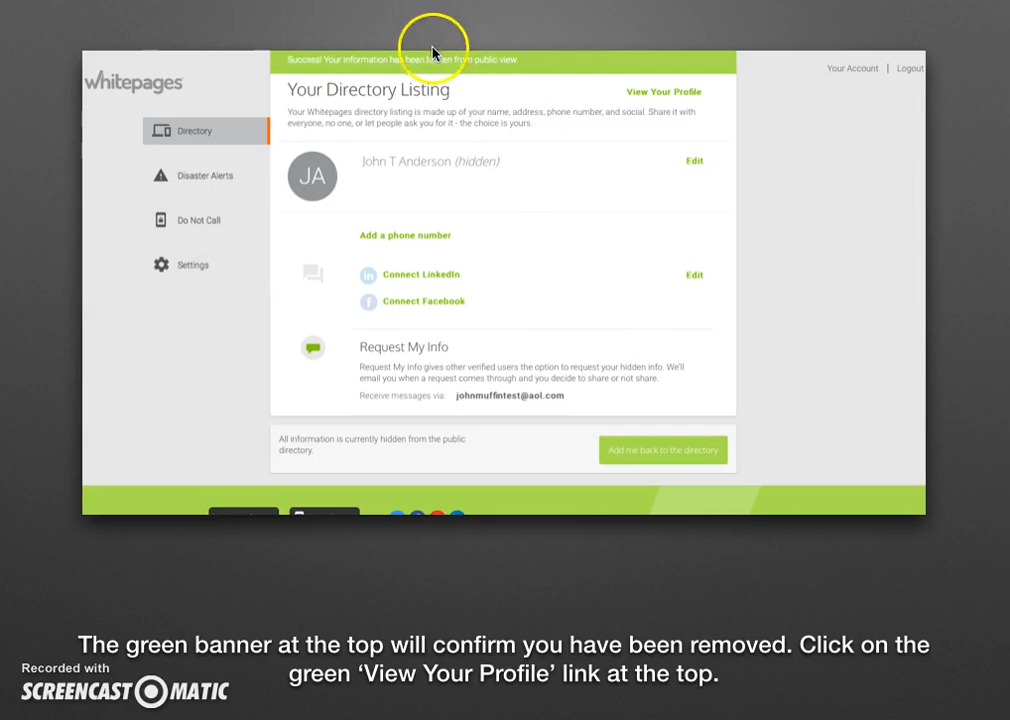 Success! Your information has been hidden from public view
whitepages
Your Account | Logout
Your Directory Listing
View Your Profile
Your Whitepages directory listing is made up of your name, address, phone number, and social. Share it with
everyone, no one, or let people ask you for it - the choice is yours.
Directory
Disaster Alerts
Do Not Call
Settings
JA
John T Anderson (hidden)
Edit
Add a phone number
in
Connect LinkedIn
Edit
f
Connect Facebook
Request My Info
Request My Info gives other verified users the option to request your hidden info. We'll
email you when a request comes through and you decide to share or not share.
Receive messages via: johnmuffintest@aol.com
All information is currently hidden from the public
directory.
Add me back to the directory
The green banner at the top will confirm you have been removed. Click on the
green ‘View Your Profile’ link at the top.
Recorded with
SCREENCAST MATIC